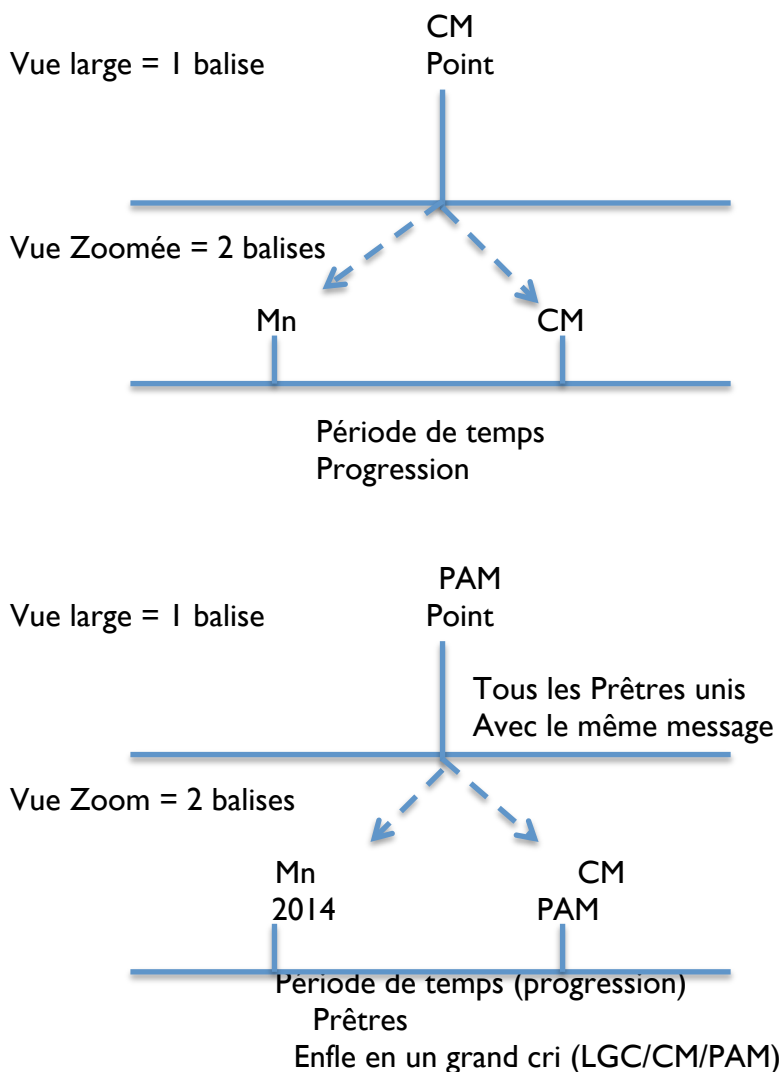 CM
Vue large = 1 balise Point
Vue Zoomée = 2 balises
Mn CM
Période de temps
Progression
PAM
Vue large = 1 balise Point
Tous les Prêtres unis
Avec le même message
Vue Zoom = 2 balises
Mn CM
2014 PAM
Période de temps (progression)
Prêtres
Enfle en un grand cri (LGC/CM/PAM)